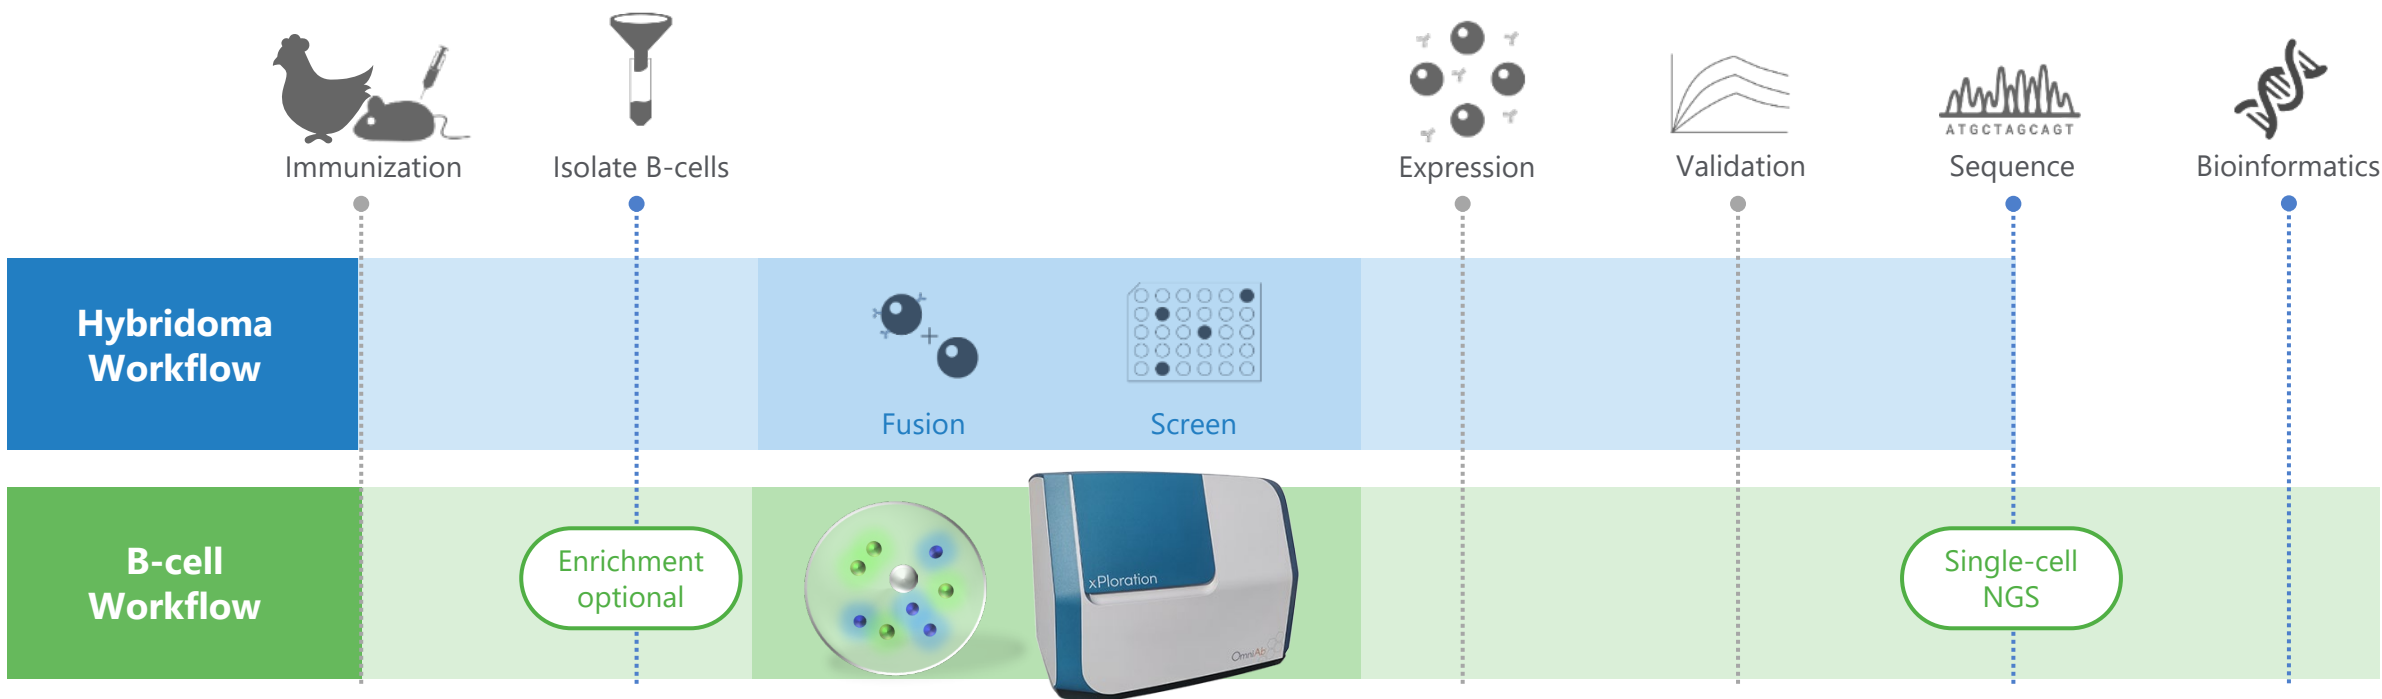 ATGCTAGCAGT
Immunization
Isolate B-cells
Expression
Validation
Sequence
Bioinformatics
Hybridoma
Workflow
Fusion
Screen
B-cell
Workflow
Enrichment
optional
xPloration
OmniAb
Single-cell
NGS